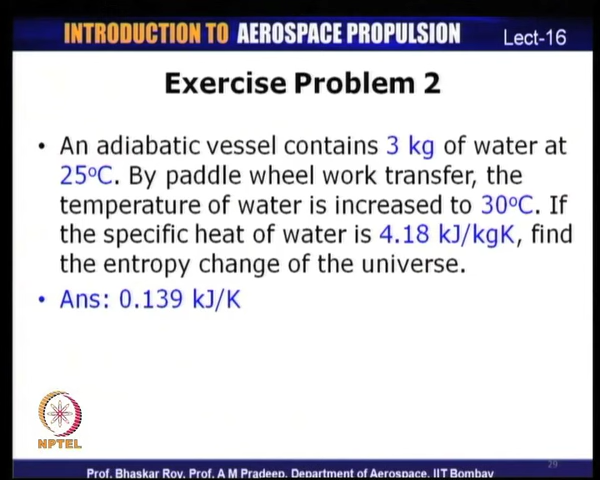 INTRODUCTION TO AEROSPACE PROPULSION Lect-16
Exercise Problem 2
• An adiabatic vessel contains 3 kg of water at
25oC. By paddle wheel work transfer, the
temperature of water is increased to 30oC. If
the specific heat of water is 4.18 kJ/kgK, find
the entropy change of the universe.
• Ans: 0.139 kJ/K
NPTEL
29
Prof. Bhaskar Roy, Prof. A M Pradeep, Department of Aerospace, IIT Bombay